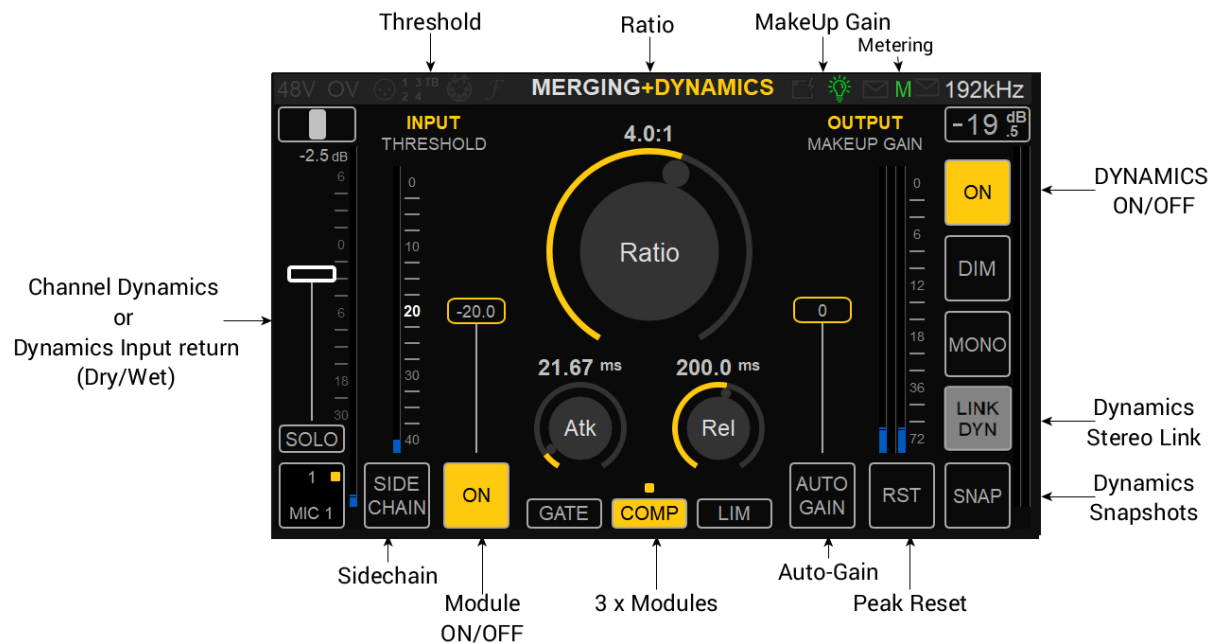 Threshold
Ratio
MakeUp Gain
Metering
48V OV 1 3 TB 2 4 F
MERGING+DYNAMICS
M
192kHz
INPUT
THRESHOLD
4.0:1
OUTPUT
MAKEUP GAIN
-19 dB .5
-2.5 dB
6
0
6
18
30
0
10
20
30
40
-20.0
Ratio
0
0
6
12
18
36
72
ON
DIM
MONO
LINK
DYN
SNAP
21.67 ms
200.0 ms
Atk
Rel
SOLO
1
MIC 1
SIDE
CHAIN
ON
GATE
COMP
LIM
AUTO
GAIN
RST
DYNAMICS
ON/OFF
Channel Dynamics
or
Dynamics Input return
(Dry/Wet)
Dynamics
Stereo Link
Dynamics
Snapshots
Sidechain
Module
ON/OFF
3 x Modules
Auto-Gain
Peak Reset